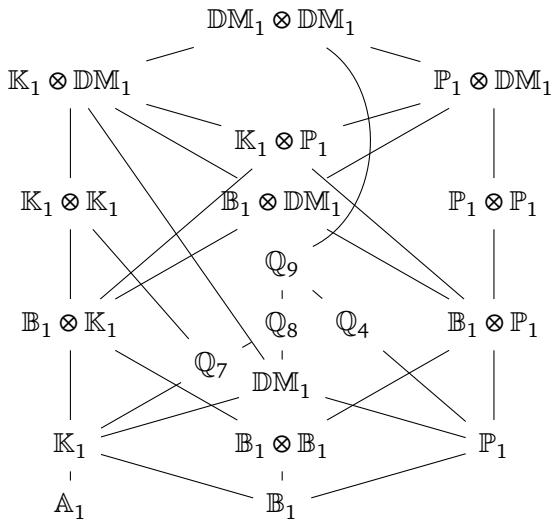 𝔻𝕄₁ ⊗ 𝔻𝕄₁
𝕂₁ ⊗ 𝔻𝕄₁ ℙ₁ ⊗ 𝔻𝕄₁
𝕂₁ ⊗ ℙ₁
𝕂₁ ⊗ 𝕂₁ 𝔹₁ ⊗ 𝔻𝕄₁ ℙ₁ ⊗ ℙ₁
ℚ₉
𝔹₁ ⊗ 𝕂₁ ℚ₈ ℚ₄ 𝔹₁ ⊗ ℙ₁
ℚ₇
𝔻𝕄₁
𝕂₁ 𝔹₁ ⊗ 𝔹₁ ℙ₁
𝔸₁ 𝔹₁